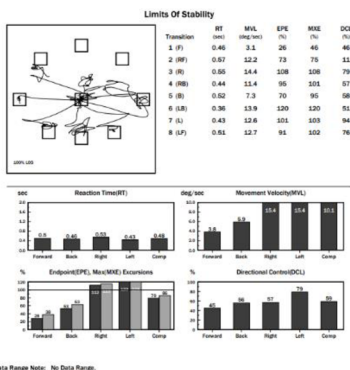 Limits Of Stability
Transition RT (sec) MVL (deg/sec) EPE (%) MXE (%) DCL (%)
1 (F) 0.46 3.1 26 46 46
2 (RF) 0.57 12.2 73 75 11
3 (R) 0.55 14.4 108 108 79
4 (RB) 0.44 11.4 95 101 57
5 (B) 0.52 7.3 70 95 58
6 (LB) 0.36 13.9 120 120 51
7 (L) 0.43 12.6 101 103 94
8 (LF) 0.51 12.7 91 102 76
100% LOS
sec Reaction Time(RT)
0.5 0.46 0.53 0.43 0.48
Forward Back Right Left Comp
deg/sec Movement Velocity(MVL)
3.8 5.9 15.4 15.4 10.1
Forward Back Right Left Comp
% Endpoint(EPE), Max(MXE) Excursions
Forward Back Right Left Comp
% Directional Control(DCL)
45 56 57 79 59
Forward Back Right Left Comp
Data Range Note: No Data Range.